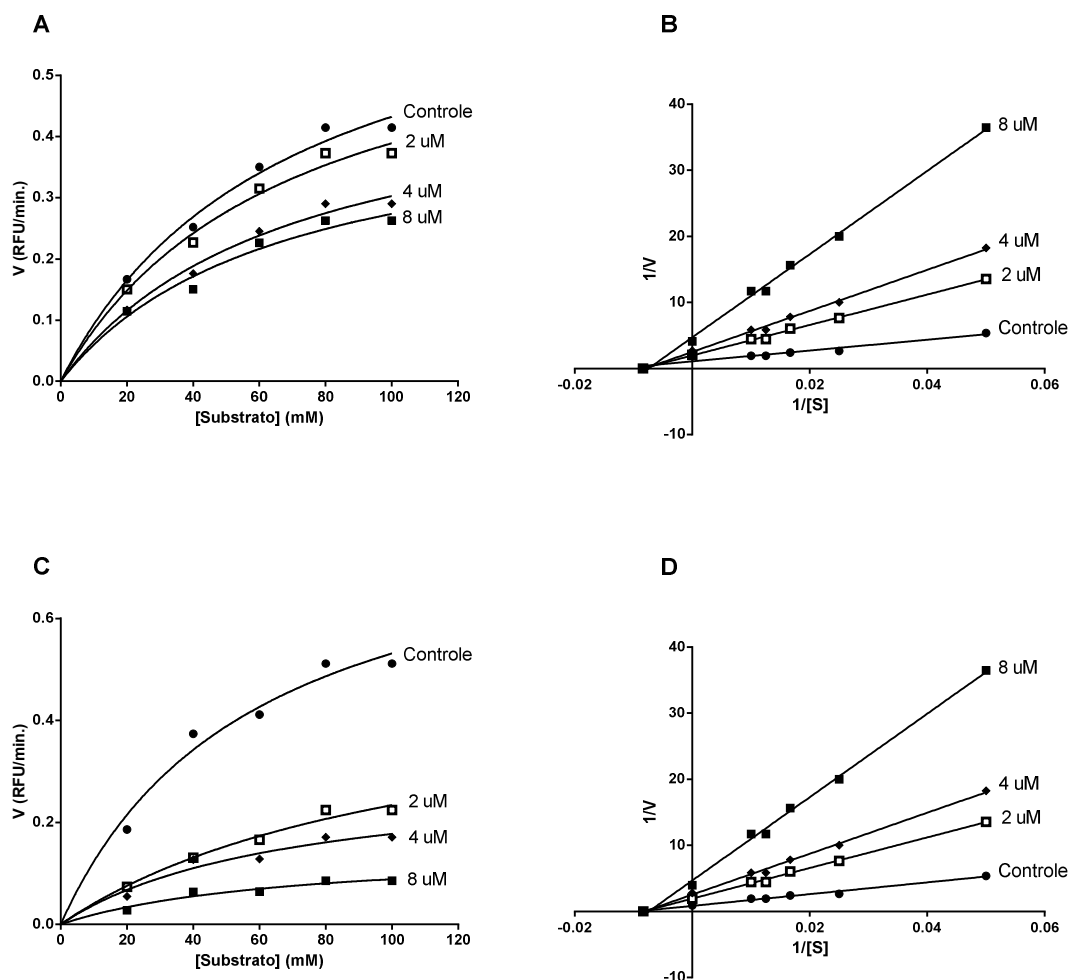 A
V (RFU/min.)
0.5
0.4
0.3
0.2
0.1
0.0
0 20 40 60 80 100 120
[Substrato] (mM)
Controle
2 uM
4 uM
8 uM
B
1/V
40
30
20
10
-10
-0.02 0.02 0.04 0.06
1/[S]
8 uM
4 uM
2 uM
Controle
C
V (RFU/min.)
0.6
0.4
0.2
0.0
0 20 40 60 80 100 120
[Substrato] (mM)
Controle
2 uM
4 uM
8 uM
D
1/V
40
30
20
10
-10
-0.02 0.02 0.04 0.06
1/[S]
8 uM
4 uM
2 uM
Controle